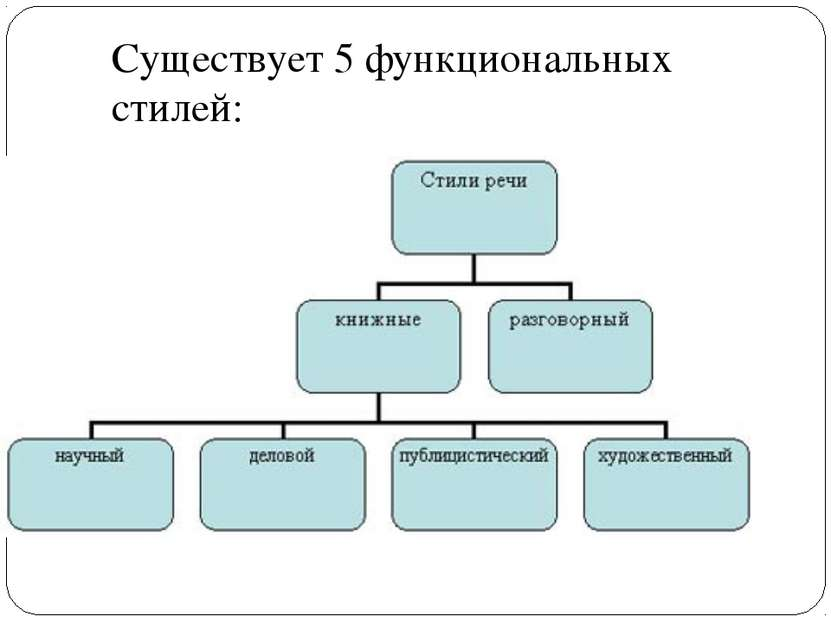 Существует 5 функциональных
стилей:
Стили речи
книжные
разговорный
научный
деловой
публицистический
художественный